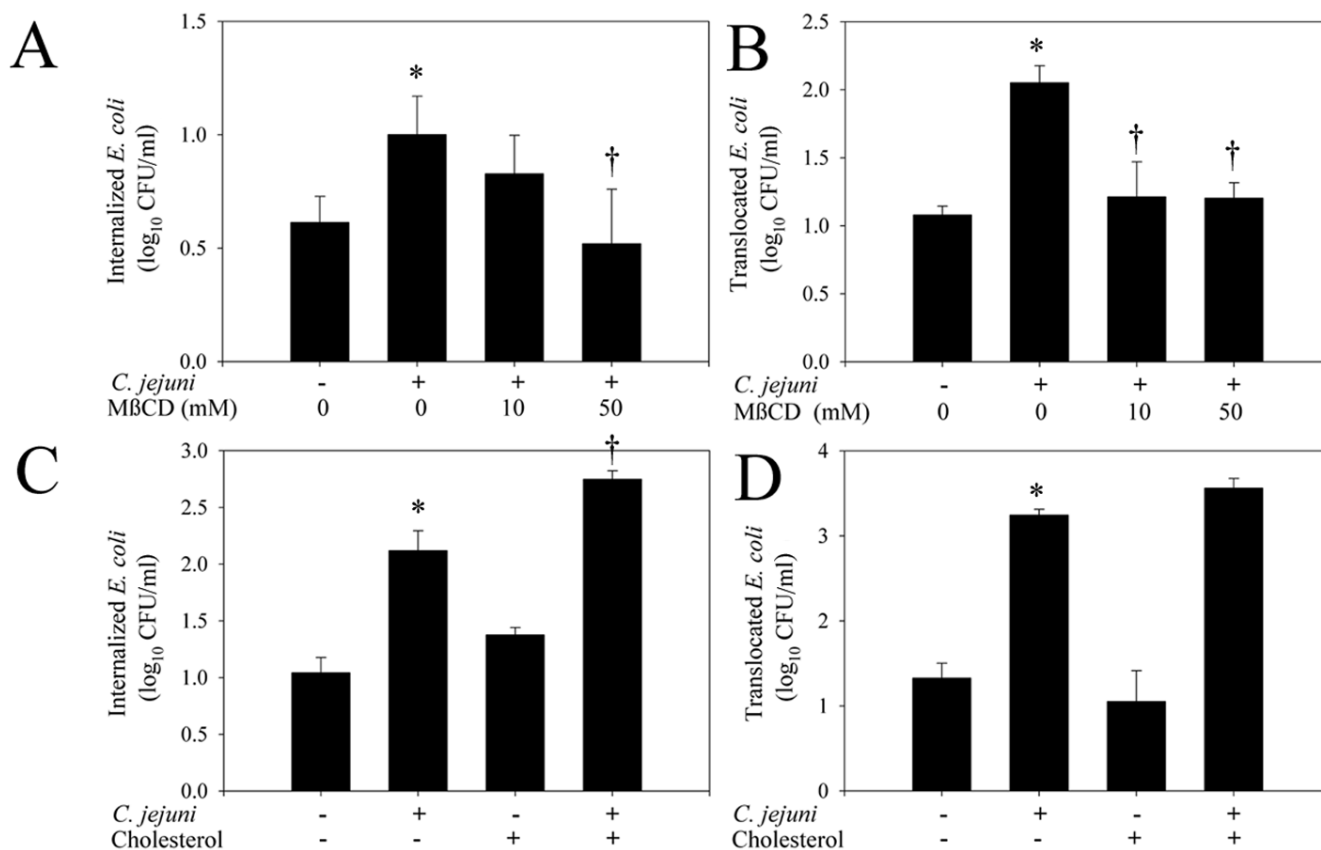 A
Internalized E. coli
(log10 CFU/ml)
1.5
1.0
0.5
0.0
*
†
C. jejuni - + + +
MßCD (mM) 0 0 10 50
B
Translocated E. coli
(log10 CFU/ml)
2.5
2.0
1.5
1.0
0.5
0.0
*
†
†
C. jejuni - + + +
MßCD (mM) 0 0 10 50
C
Internalized E. coli
(log10 CFU/ml)
3.0
2.5
2.0
1.5
1.0
0.5
0.0
*
†
C. jejuni - + - +
Cholesterol - - + +
D
Translocated E. coli
(log10 CFU/ml)
4
3
2
1
0
*
C. jejuni - + - +
Cholesterol - - + +